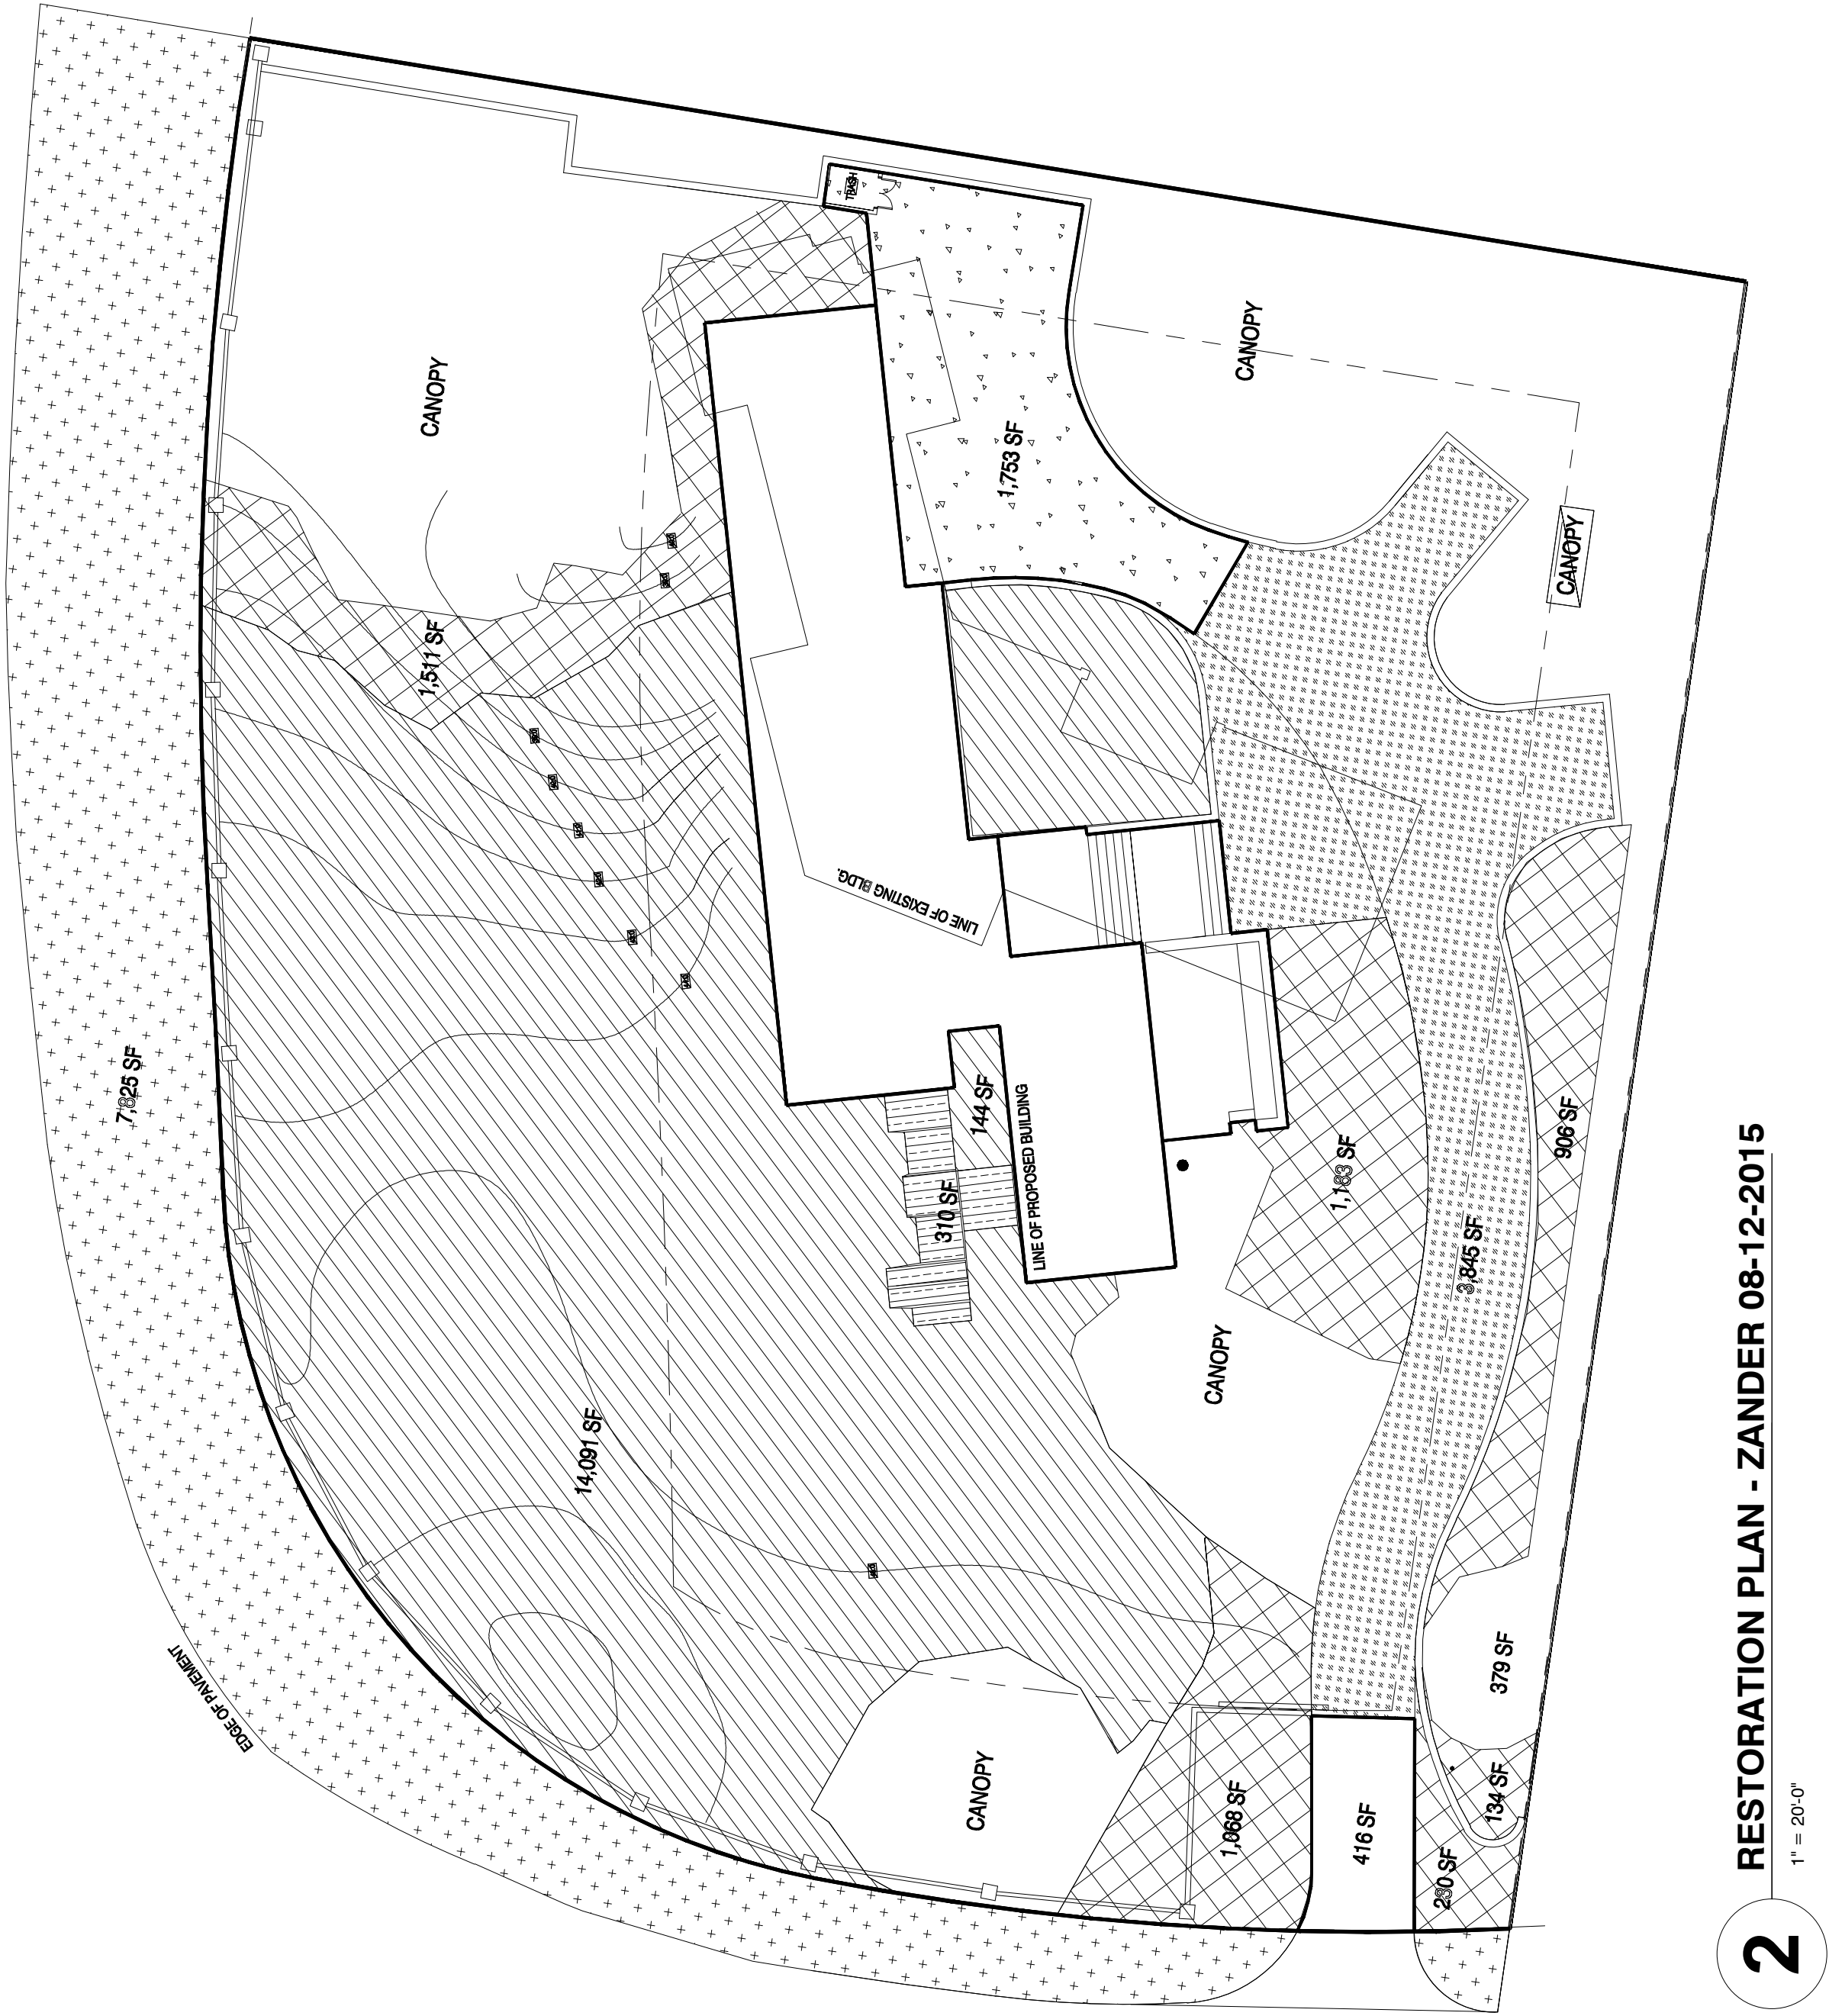 7,825 SF
EDGE OF PAVEMENT
CANOPY
1,511 SF
14,091 SF
TRASH
LINE OF EXISTING BLDG.
1,753 SF
144 SF
310 SF
LINE OF PROPOSED BUILDING
CANOPY
CANOPY
CANOPY
1,183 SF
1,068 SF
416 SF
3,845 SF
CANOPY
906 SF
379 SF
134 SF
280 SF
2
RESTORATION PLAN - ZANDER 08-12-2015
1" = 20'-0"